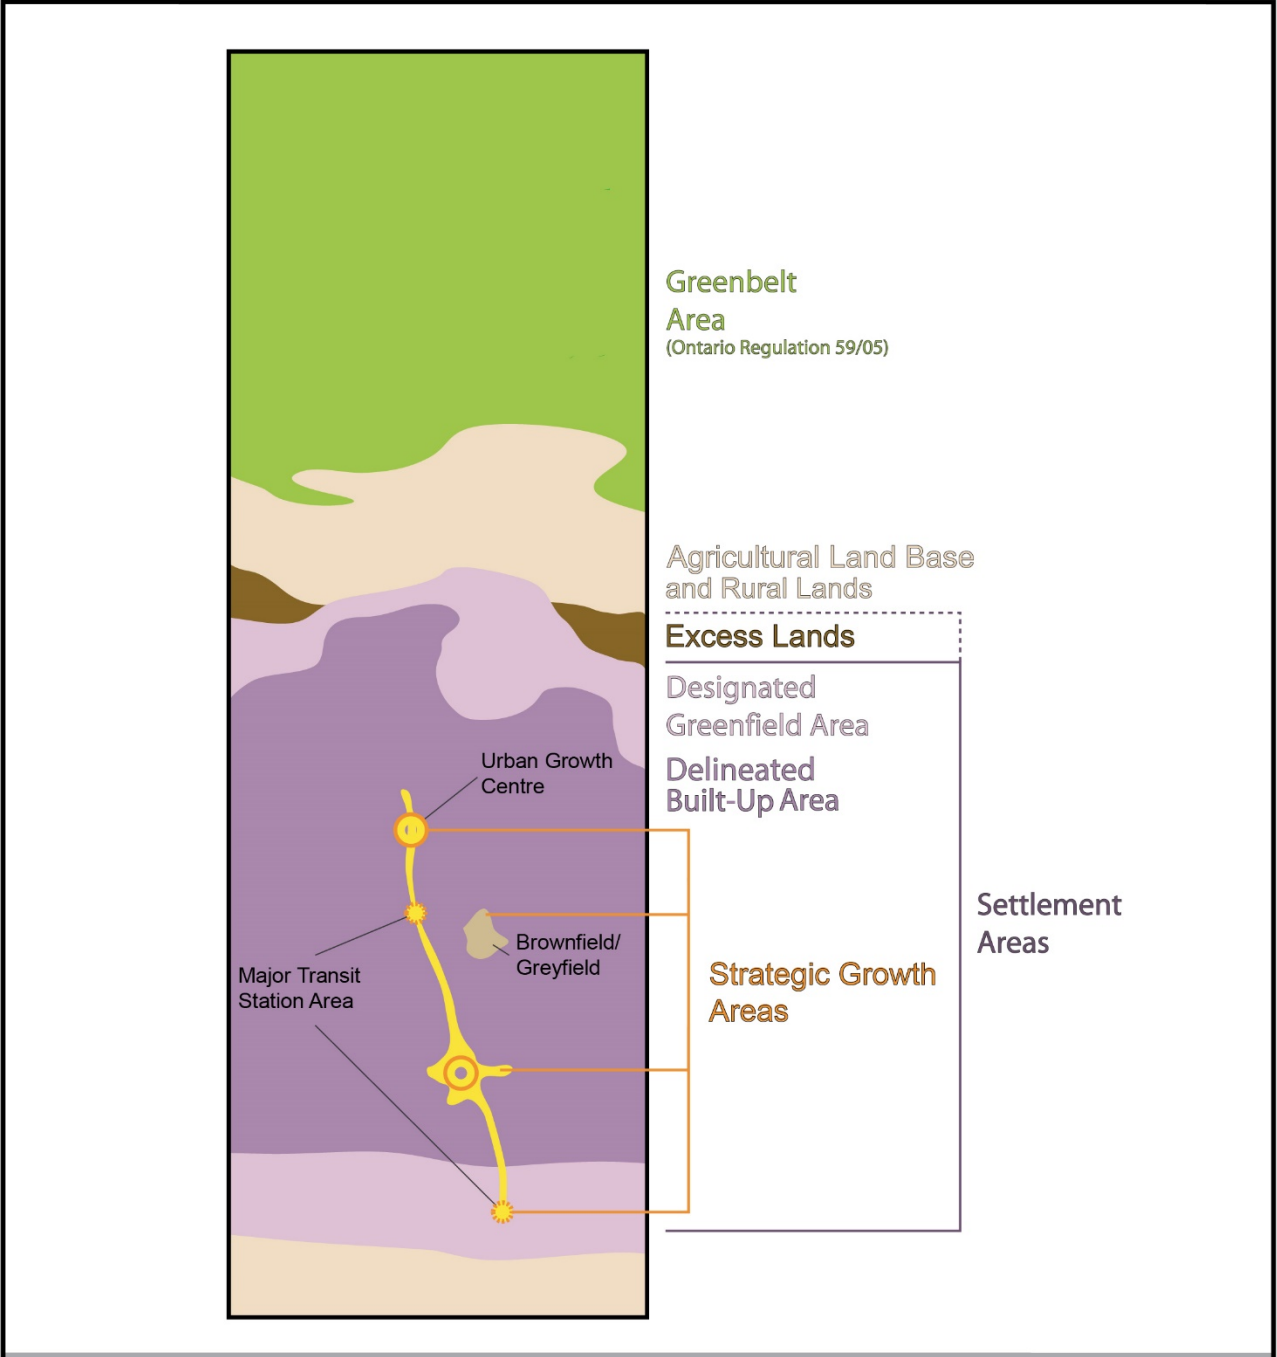 Greenbelt
Area
(Ontario Regulation 59/05)
Agricultural Land Base
and Rural Lands
Excess Lands
Designated
Greenfield Area
Delineated
Built-Up Area
Urban Growth
Centre
Brownfield/
Greyfield
Major Transit
Station Area
Strategic Growth
Areas
Settlement
Areas